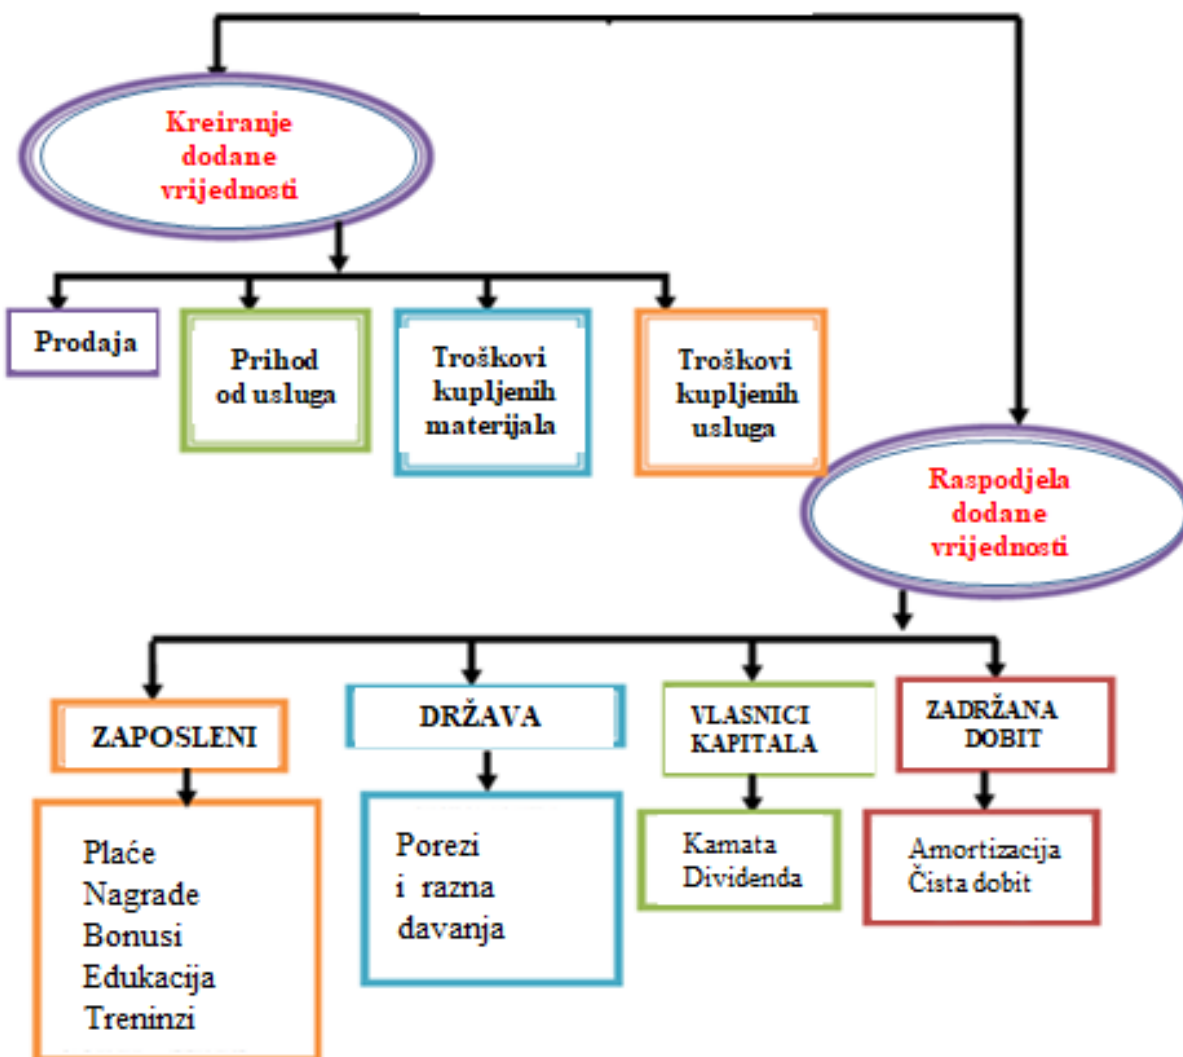 Kreiranje
dodane
vrijednosti
Prodaja
Prihod
od usluga
Troškovi
kupljenih
materijala
Troškovi
kupljenih
usluga
Raspodjela
dodane
vrijednosti
ZAPOSLENI
DRŽAVA
VLASNICI
KAPITALA
ZADRŽANA
DOBIT
Plaće
Nagrade
Bonusi
Edukacija
Treninzi
Porezi
i razna
davanja
Kamata
Dividenda
Amortizacija
Čista dobit